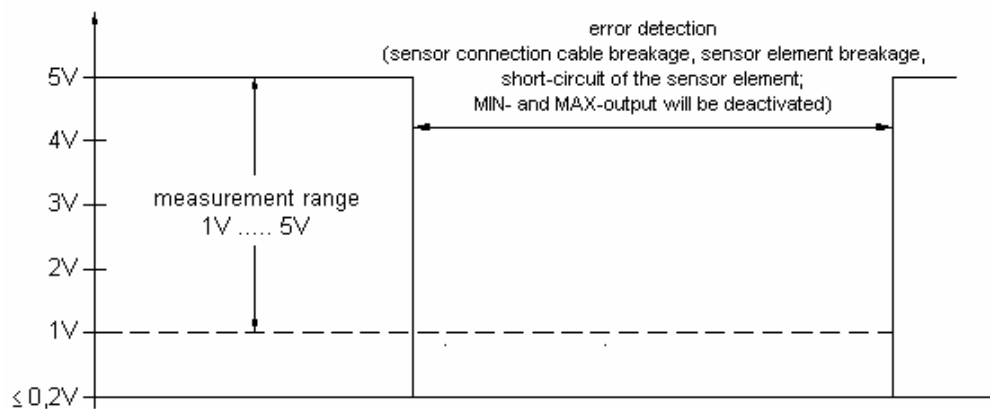 error detection
(sensor connection cable breakage, sensor element breakage,
short-circuit of the sensor element;
MIN- and MAX-output will be deactivated)
5V
4V
3V
measurement range
1V ..... 5V
2V
1V
≤ 0,2V